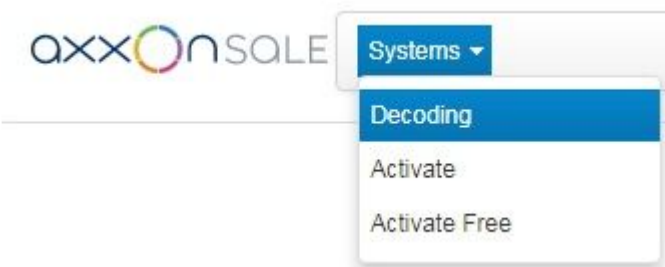 axxOnSALE
Systems
Decoding
Activate
Activate Free